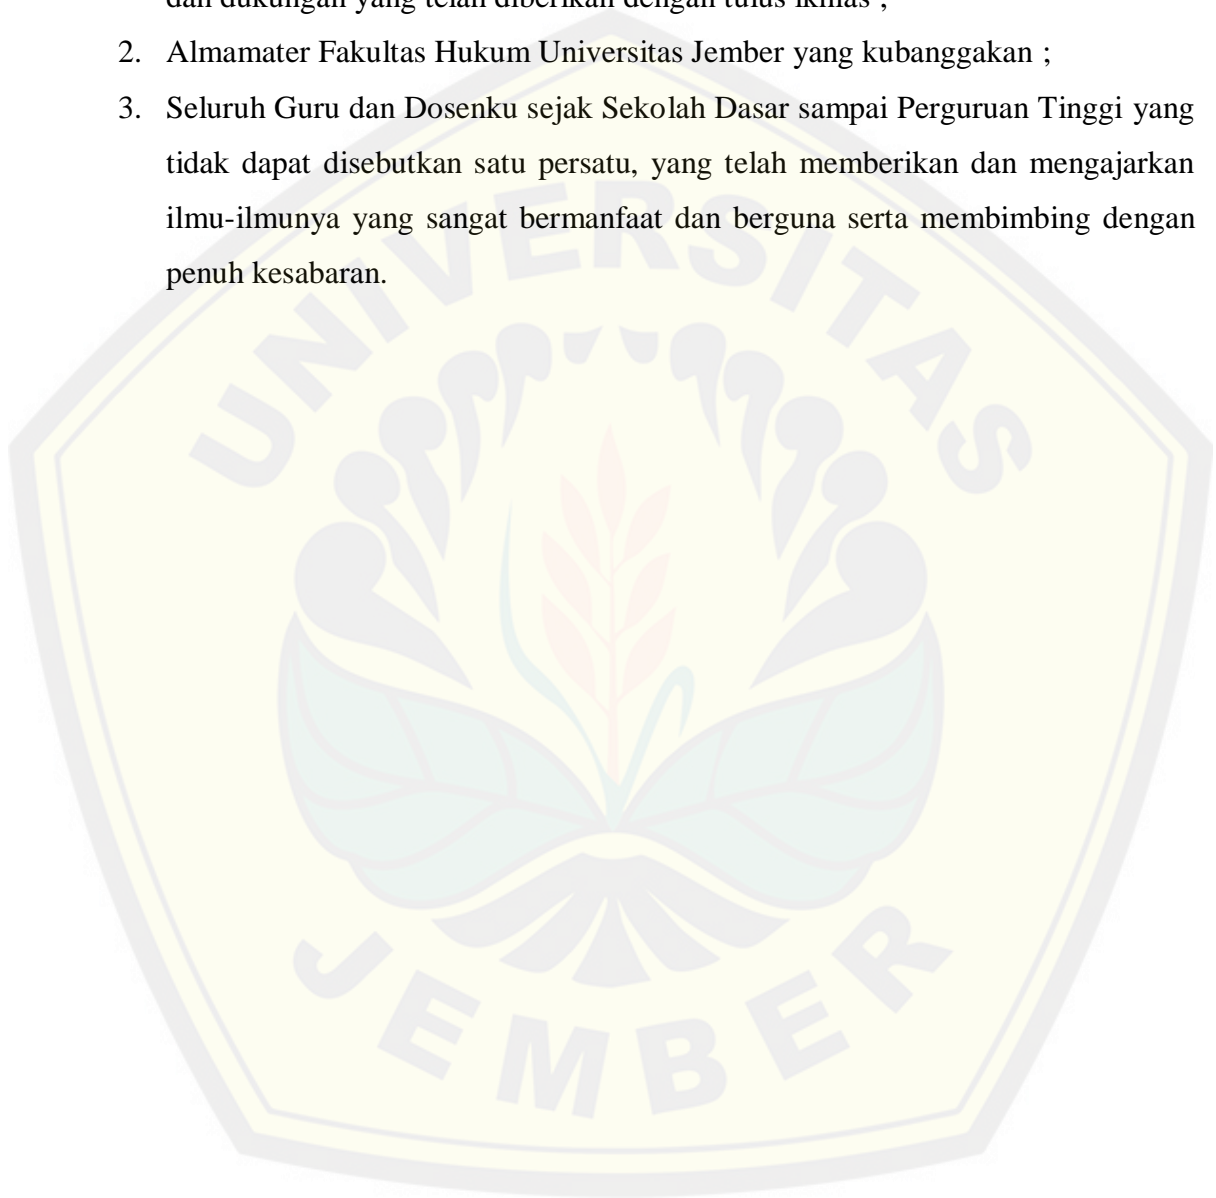 dan dukungan yang telah diberikan dengan tulus ikhlas ;
2. Almamater Fakultas Hukum Universitas Jember yang kubanggakan ;
3. Seluruh Guru dan Dosenku sejak Sekolah Dasar sampai Perguruan Tinggi yang
tidak dapat disebutkan satu persatu, yang telah memberikan dan mengajarkan
ilmu-ilmunya yang sangat bermanfaat dan berguna serta membimbing dengan
penuh kesabaran.
UNIVERSITAS
JEMBER